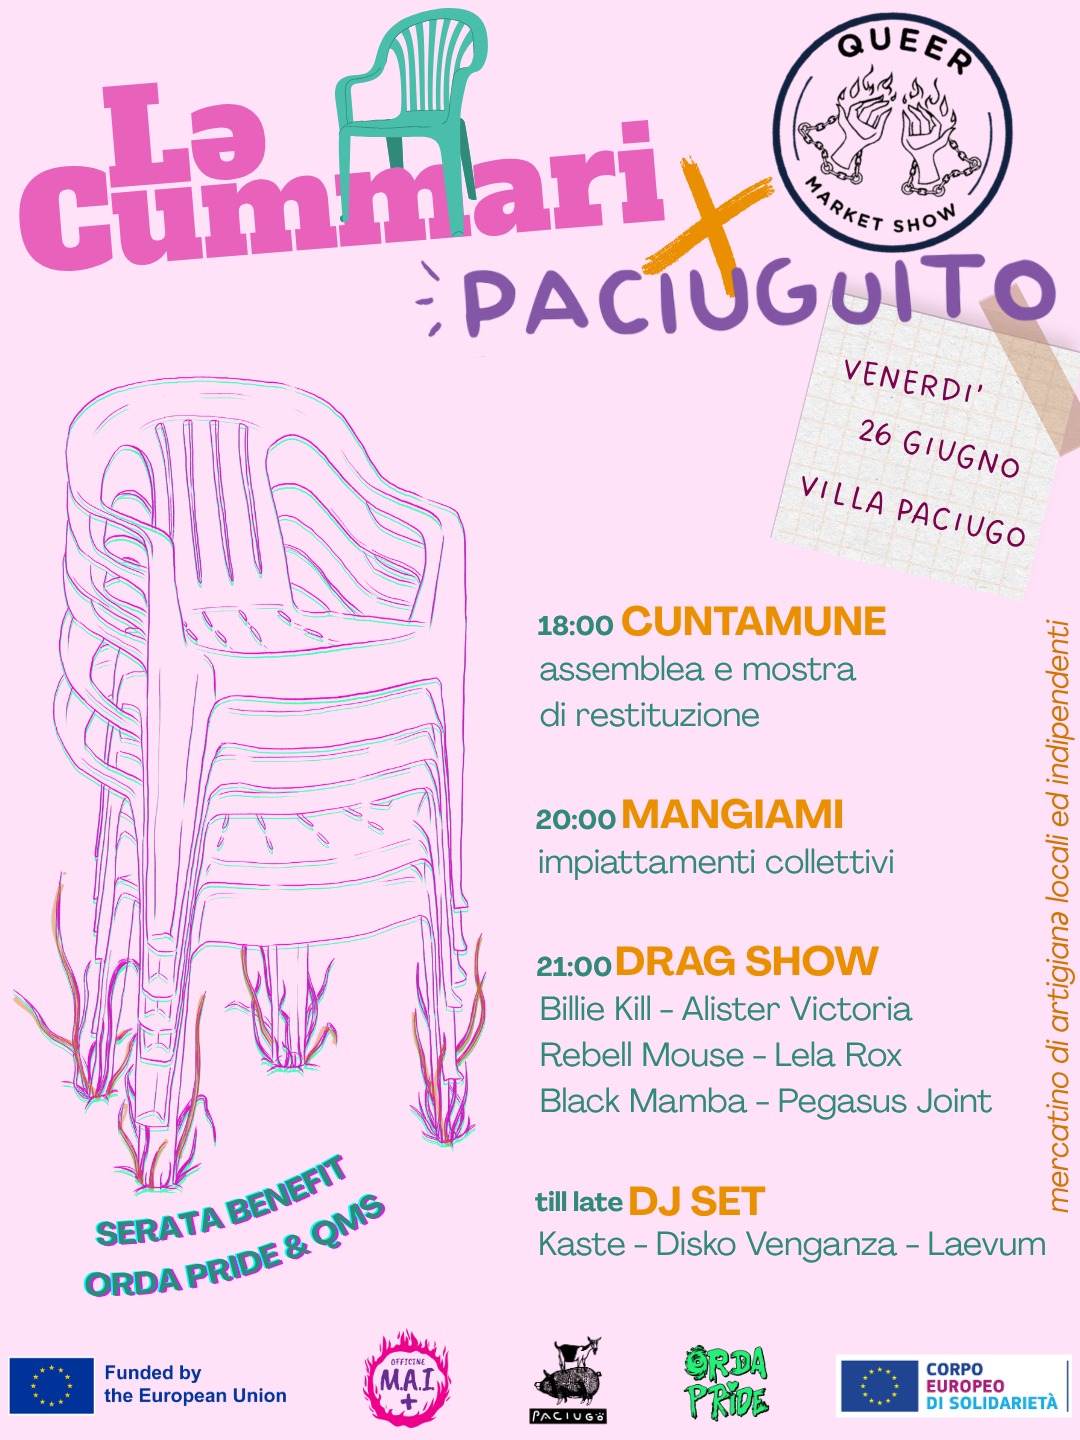 Lə
Cummari
X
QUEER
MARKET SHOW
PACIUGUITO
VENERDI'
26 GIUGNO
VILLA PACIUGO
18:00 CUNTAMUNE
assemblea e mostra
di restituzione
20:00 MANGIAMI
impiattamenti collettivi
21:00 DRAG SHOW
Billie Kill – Alister Victoria
Rebell Mouse – Lela Rox
Black Mamba – Pegasus Joint
till late DJ SET
Kaste – Disko Venganza – Laevum
mercatino di artigianə locali ed indipendenti
SERATA BENEFIT
ORDA PRIDE & QMS
Funded by
the European Union
OFFICINE
M.A.I
+
PACIUGÖ
ORDA
PRIDE
CORPO
EUROPEO
DI SOLIDARIETÀ